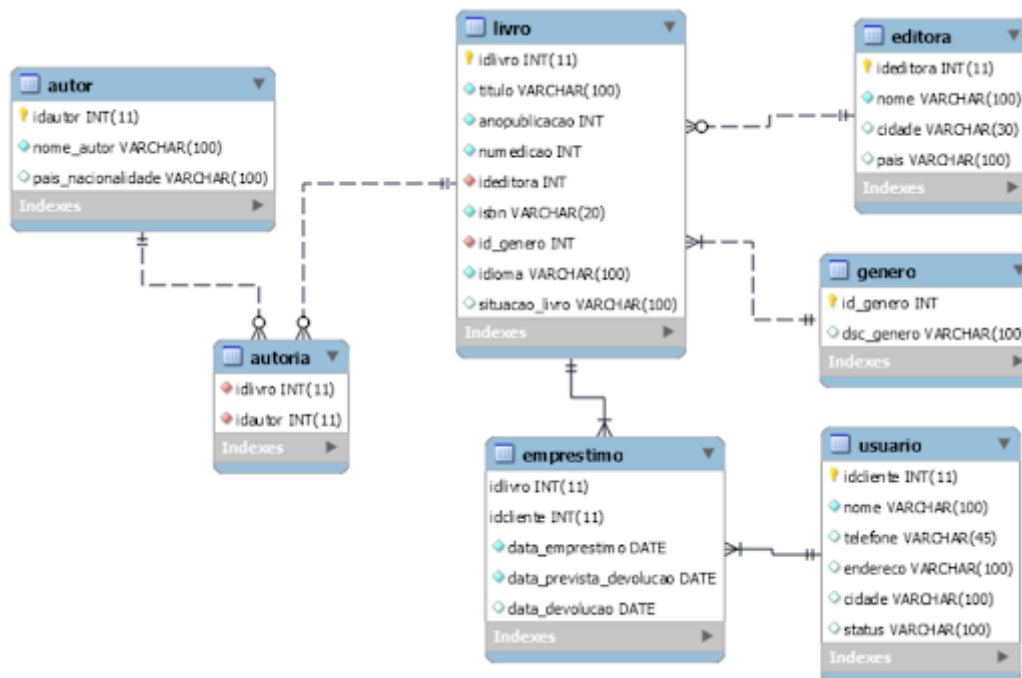 autor
idautor INT(11)
nome_autor VARCHAR(100)
pais_nacionalidade VARCHAR(100)
Indexes
livro
idlivro INT(11)
titulo VARCHAR(100)
anopublicacao INT
numedicao INT
ideditora INT
isbn VARCHAR(20)
id_genero INT
idioma VARCHAR(100)
situacao_livro VARCHAR(100)
Indexes
editora
ideditora INT(11)
nome VARCHAR(100)
cidade VARCHAR(30)
pais VARCHAR(100)
Indexes
genero
id_genero INT
dsc_genero VARCHAR(100
Indexes
autoria
idlivro INT(11)
idautor INT(11)
Indexes
emprestimo
idlivro INT(11)
idcliente INT(11)
data_emprestimo DATE
data_prevista_devolucao DATE
data_devolucao DATE
Indexes
usuario
idcliente INT(11)
nome VARCHAR(100)
telefone VARCHAR(45)
endereco VARCHAR(100)
cidade VARCHAR(100)
status VARCHAR(100)
Indexes